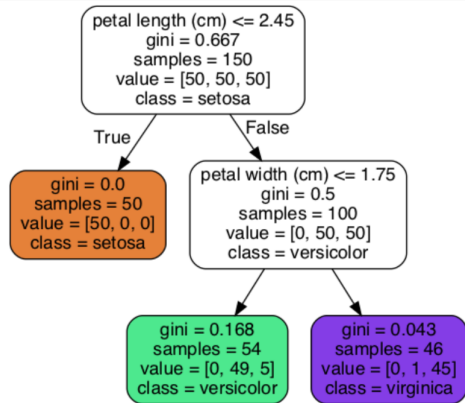 petal length (cm) <= 2.45
gini = 0.667
samples = 150
value = [50, 50, 50]
class = setosa
True
False
gini = 0.0
samples = 50
value = [50, 0, 0]
class = setosa
petal width (cm) <= 1.75
gini = 0.5
samples = 100
value = [0, 50, 50]
class = versicolor
gini = 0.168
samples = 54
value = [0, 49, 5]
class = versicolor
gini = 0.043
samples = 46
value = [0, 1, 45]
class = virginica